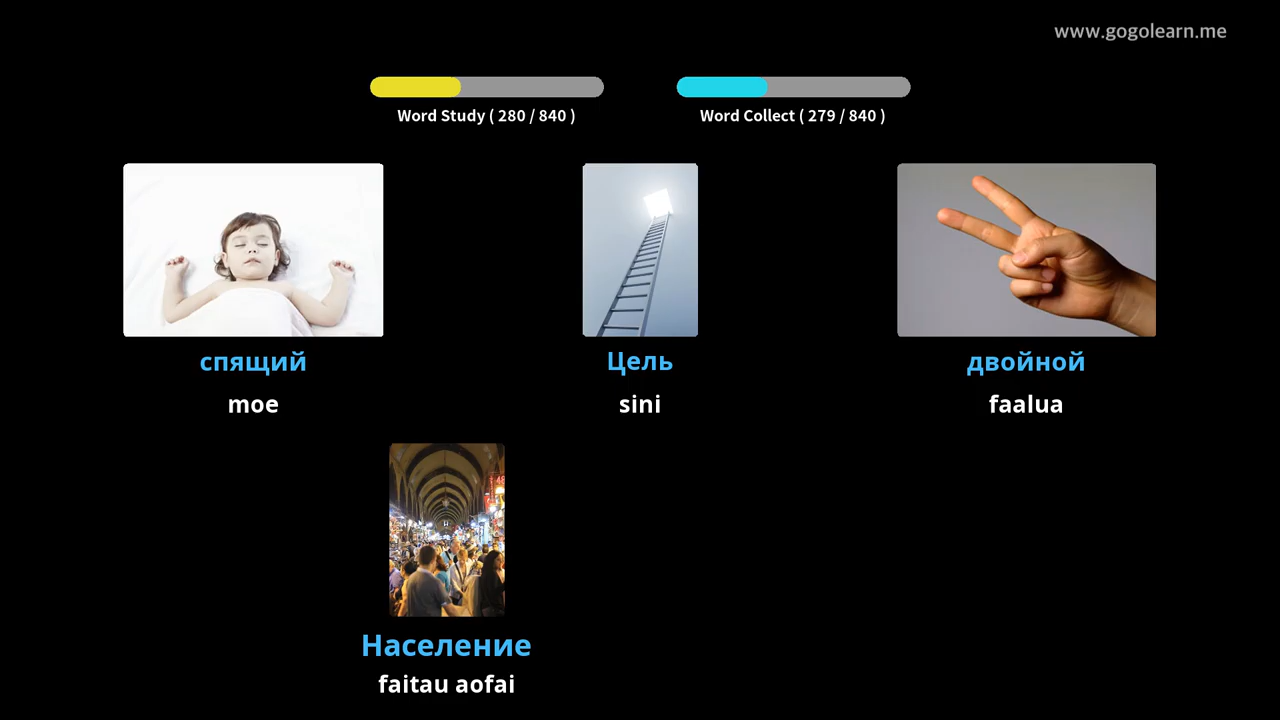 www.gogolearn.me
Word Study ( 280 / 840 )
Word Collect ( 279 / 840 )
спящий
moe
Цель
sini
двойной
faalua
Население
faitau aofai